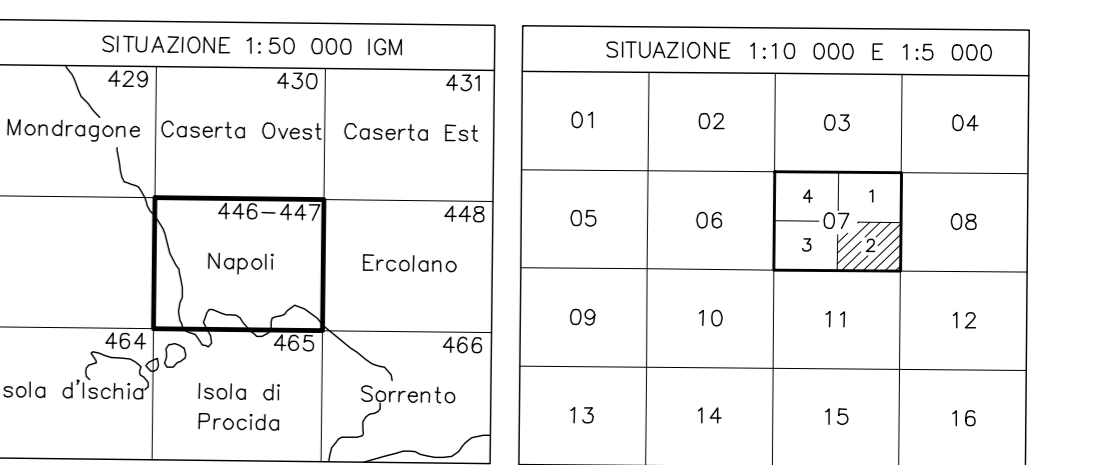 SITUAZIONE 1:50 000 IGM
429
430
431
Mondragone
Caserta Ovest
Caserta Est
446-447
448
Napoli
Ercolano
464
465
466
sola d'Ischia
Isola di
Procida
Sorrento
SITUAZIONE 1:10 000 E 1:5 000
01
02
03
04
05
06
4
1
07
3
2
08
09
10
11
12
13
14
15
16